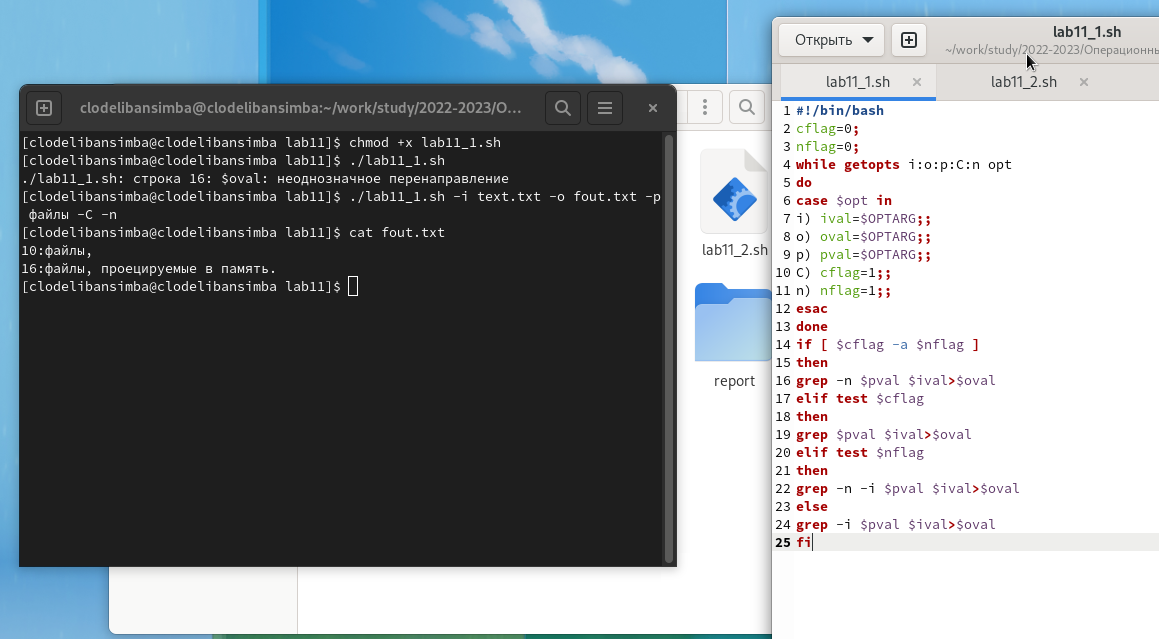 clodelibansimba@clodelibansimba:~/work/study/2022-2023/O...
[clodelibansimba@clodelibansimba lab11]$ chmod +x lab11_1.sh
[clodelibansimba@clodelibansimba lab11]$ ./lab11_1.sh
./lab11_1.sh: строка 16: $oval: неоднозначное перенаправление
[clodelibansimba@clodelibansimba lab11]$ ./lab11_1.sh -i text.txt -o fout.txt -p
файлы -C -n
[clodelibansimba@clodelibansimba lab11]$ cat fout.txt
10:файлы,
16:файлы, проецируемые в память.
[clodelibansimba@clodelibansimba lab11]$
lab11_2.sh
report
Открыть
lab11_1.sh
~/work/study/2022-2023/Операционны
lab11_1.sh
lab11_2.sh
1 #!/bin/bash
2 cflag=0;
3 nflag=0;
4 while getopts i:o:p:C:n opt
5 do
6 case $opt in
7 i) ival=$OPTARG;;
8 o) oval=$OPTARG;;
9 p) pval=$OPTARG;;
10 C) cflag=1;;
11 n) nflag=1;;
12 esac
13 done
14 if [ $cflag -a $nflag ]
15 then
16 grep -n $pval $ival>$oval
17 elif test $cflag
18 then
19 grep $pval $ival>$oval
20 elif test $nflag
21 then
22 grep -n -i $pval $ival>$oval
23 else
24 grep -i $pval $ival>$oval
25 fi